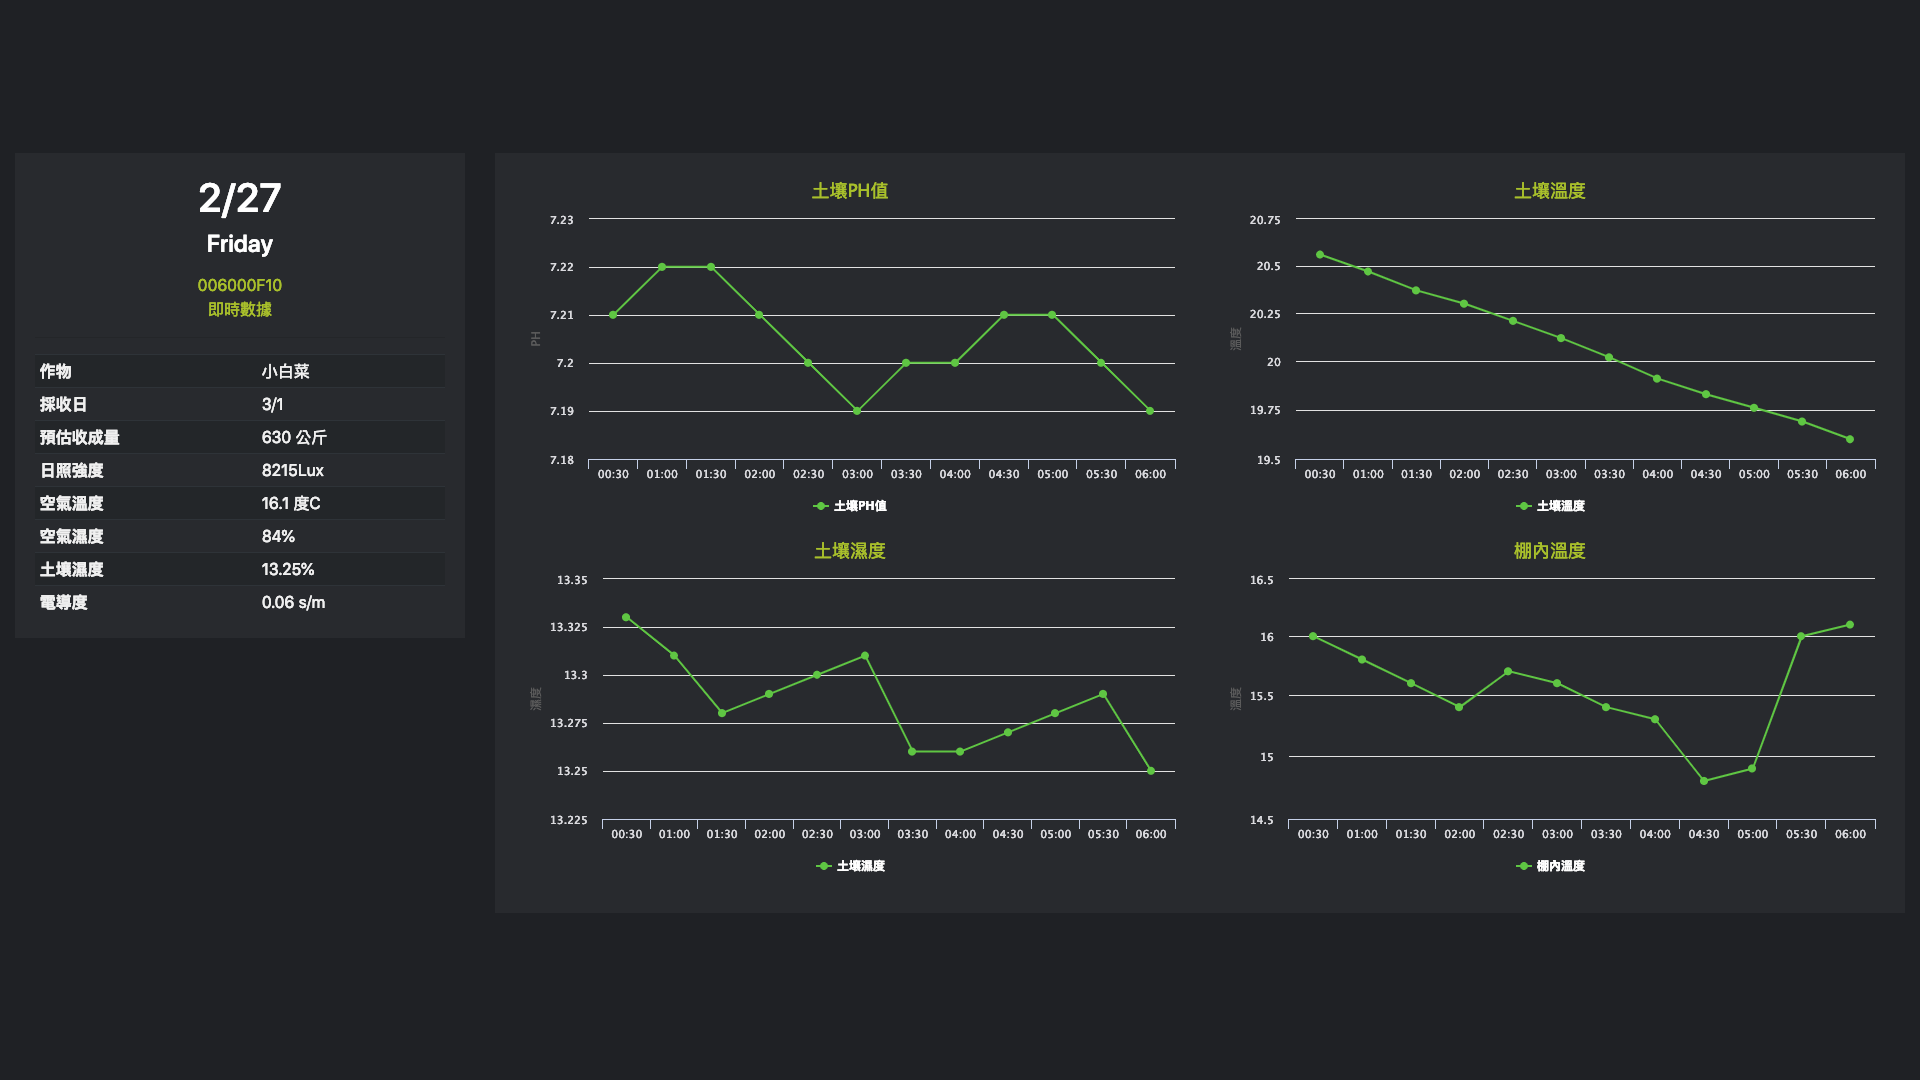 2/27
Friday
006000F10
即時數據
作物 小白菜
採收日 3/1
預估收成量 630 公斤
日照強度 8215Lux
空氣溫度 16.1 度C
空氣濕度 84%
土壤濕度 13.25%
電導度 0.06 s/m
土壤PH值
PH
7.23
7.22
7.21
7.2
7.19
7.18
00:30 01:00 01:30 02:00 02:30 03:00 03:30 04:00 04:30 05:00 05:30 06:00
土壤PH值
土壤溫度
溫度
20.75
20.5
20.25
20
19.75
19.5
00:30 01:00 01:30 02:00 02:30 03:00 03:30 04:00 04:30 05:00 05:30 06:00
土壤溫度
土壤濕度
濕度
13.35
13.325
13.3
13.275
13.25
13.225
00:30 01:00 01:30 02:00 02:30 03:00 03:30 04:00 04:30 05:00 05:30 06:00
土壤濕度
棚內溫度
溫度
16.5
16
15.5
15
14.5
00:30 01:00 01:30 02:00 02:30 03:00 03:30 04:00 04:30 05:00 05:30 06:00
棚內溫度